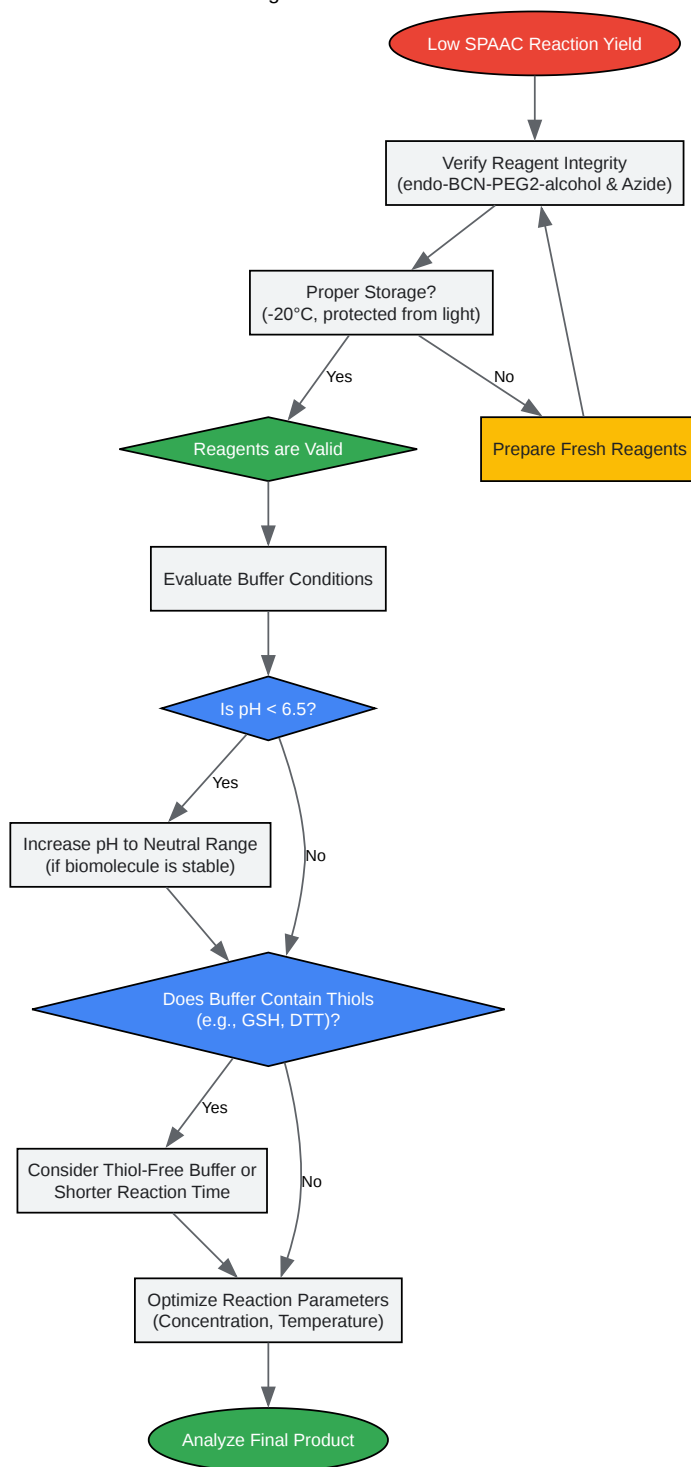 Low SPAAC Reaction Yield
Verify Reagent Integrity
(endo-BCN-PEG2-alcohol & Azide)
Proper Storage?
(-20°C, protected from light)
Yes
No
Reagents are Valid
Prepare Fresh Reagents
Evaluate Buffer Conditions
Is pH < 6.5?
Yes
Increase pH to Neutral Range
(if biomolecule is stable)
No
Does Buffer Contain Thiols
(e.g., GSH, DTT)?
Yes
Consider Thiol-Free Buffer or
Shorter Reaction Time
No
Optimize Reaction Parameters
(Concentration, Temperature)
Analyze Final Product